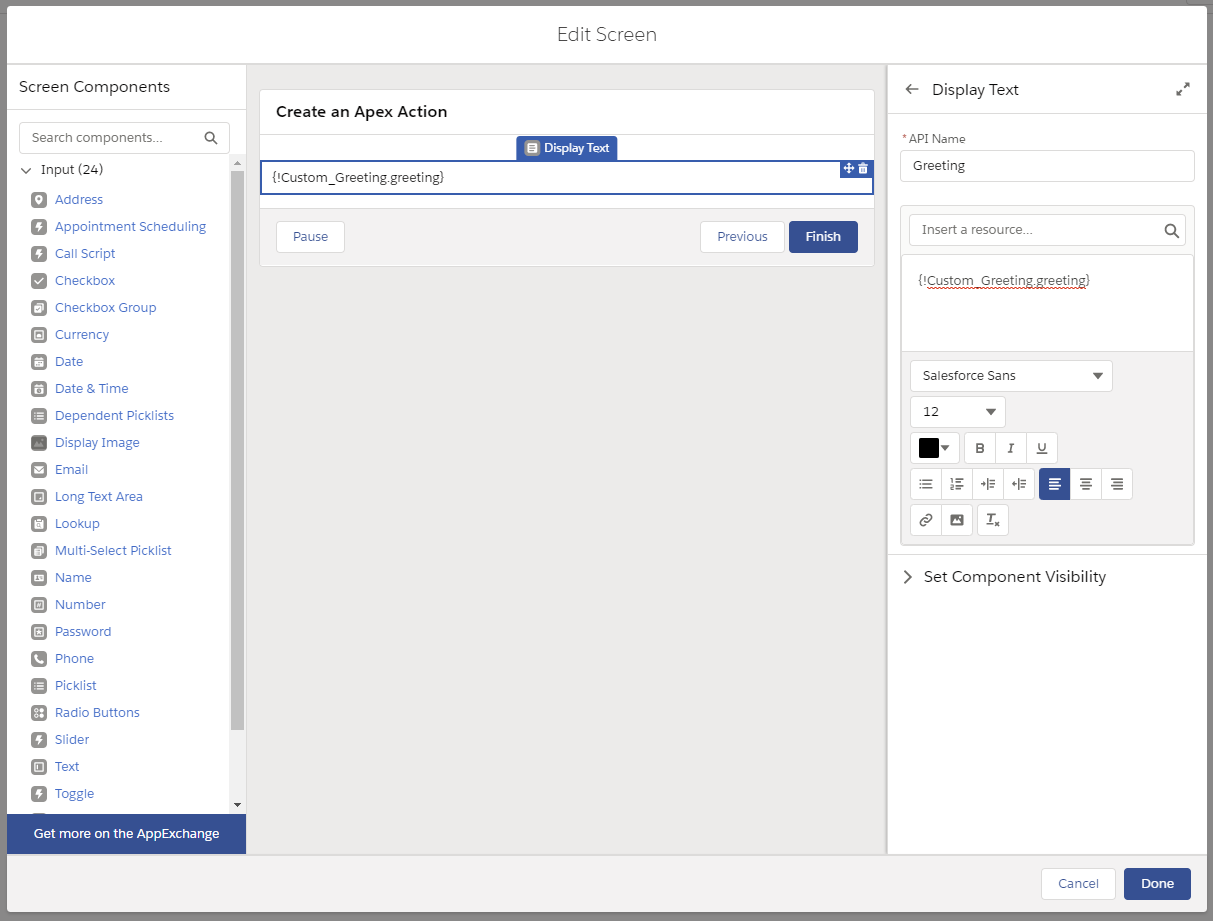 Edit Screen
Screen Components
Search components...
Input (24)
Address
Appointment Scheduling
Call Script
Checkbox
Checkbox Group
Currency
Date
Date & Time
Dependent Picklists
Display Image
Email
Long Text Area
Lookup
Multi-Select Picklist
Name
Number
Password
Phone
Picklist
Radio Buttons
Slider
Text
Toggle
Get more on the AppExchange
Create an Apex Action
Display Text
{!Custom_Greeting.greeting}
Pause
Previous
Finish
Display Text
*API Name
Greeting
Insert a resource...
{!Custom_Greeting.greeting}
Salesforce Sans
12
B I U
Set Component Visibility
Cancel
Done